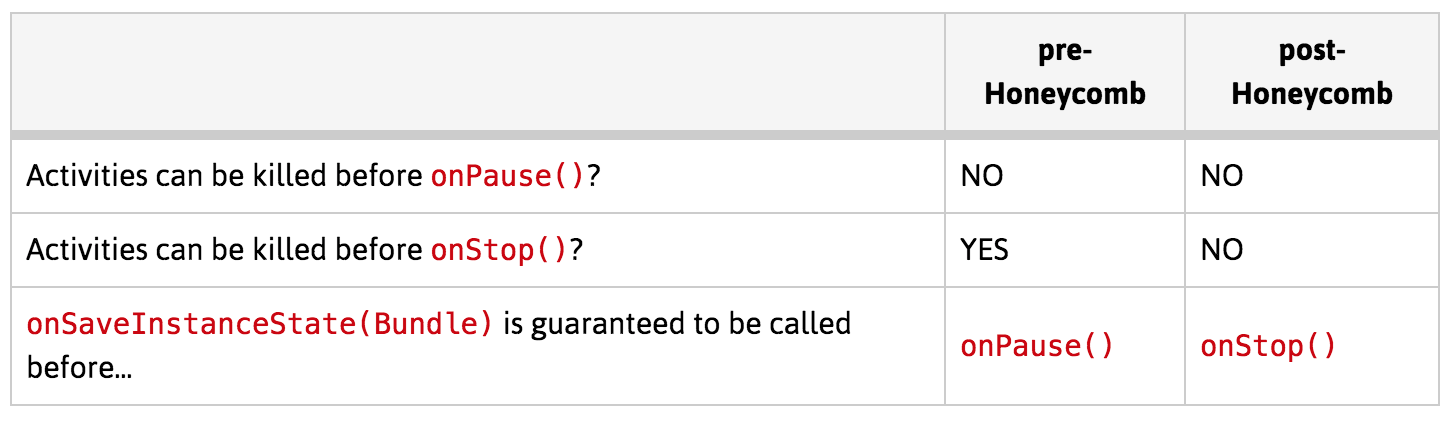 pre-
Honeycomb
post-
Honeycomb
Activities can be killed before onPause()?
NO
NO
Activities can be killed before onStop()?
YES
NO
onSaveInstanceState(Bundle) is guaranteed to be called
before...
onPause()
onStop()